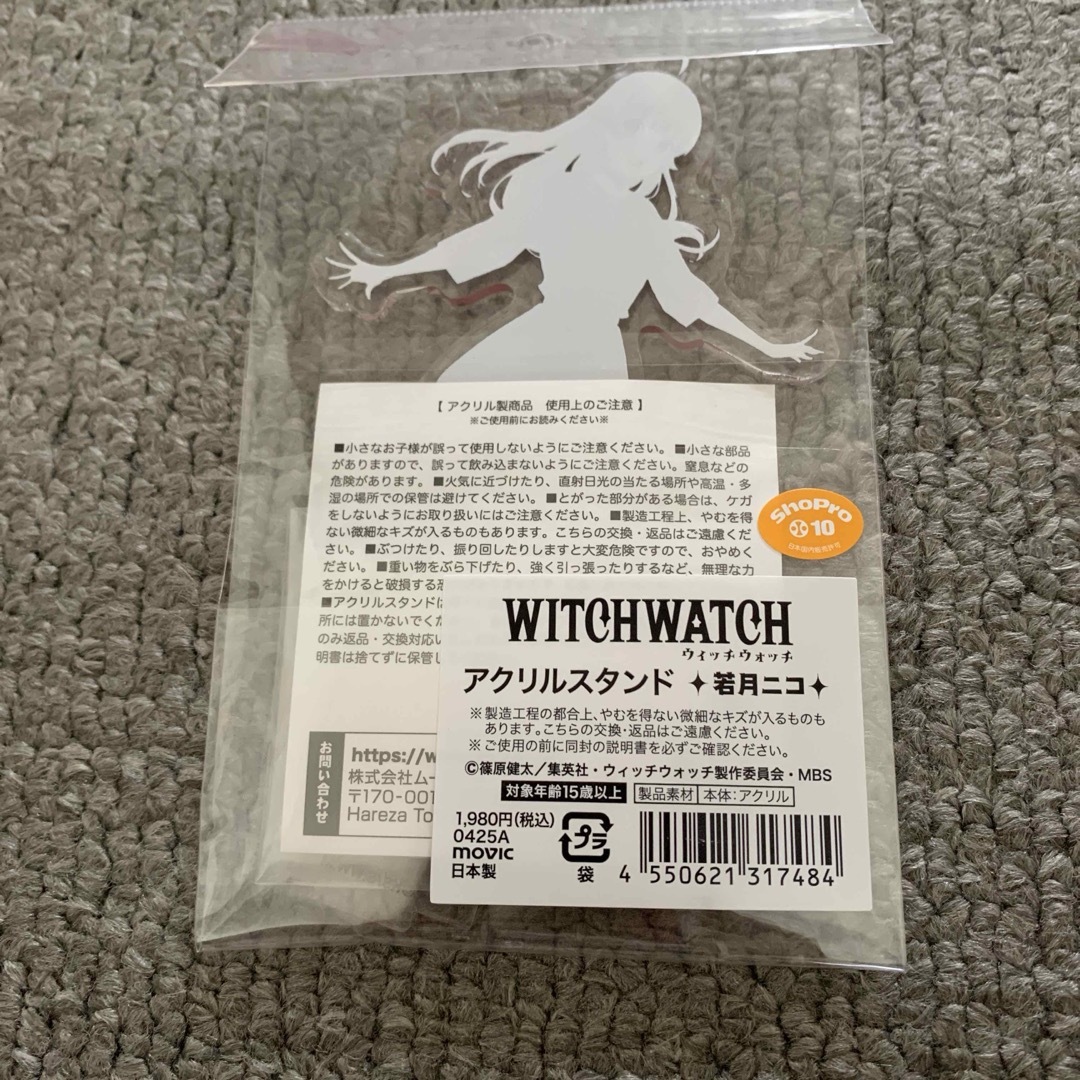 【 アクリル製商品　使用上のご注意 】
※ご使用前にお読みください※
■小さなお子様が誤って使用しないようにご注意ください。■小さな部品
がありますので、誤って飲み込まないようにご注意ください。窒息などの
危険があります。■火気に近づけたり、直射日光の当たる場所や高温・多
湿の場所での保管は避けてください。■とがった部分がある場合は、ケガ
をしないようにお取り扱いにはご注意ください。■製造工程上、やむを得
ない微細なキズが入るものもあります。こちらの交換・返品はご遠慮くだ
さい。■ぶつけたり、振り回したりしますと大変危険ですので、おやめく
ださい。■重い物をぶら下げたり、強く引っ張ったりするなど、無理な力
をかけると破損する
■アクリルスタンドは
所には置かないでくだ
のみ返品・交換対応い
明書は捨てずに保管し
お問い合わせ
https://w
株式会社ムー
〒170-001
Hareza To
ShoPro
10
日本国内販売許可
WITCHWATCH
ウィッチウォッチ
アクリルスタンド ✦若月ニコ✦
※製造工程の都合上、やむを得ない微細なキズが入るものも
あります。こちらの交換・返品はご遠慮ください。
※ご使用の前に同封の説明書を必ずご確認ください。
©篠原健太／集英社・ウィッチウォッチ製作委員会・MBS
対象年齢15歳以上 製品素材 本体：アクリル
1,980円(税込)
0425A
movic
日本製
プラ
袋
4 550621 317484